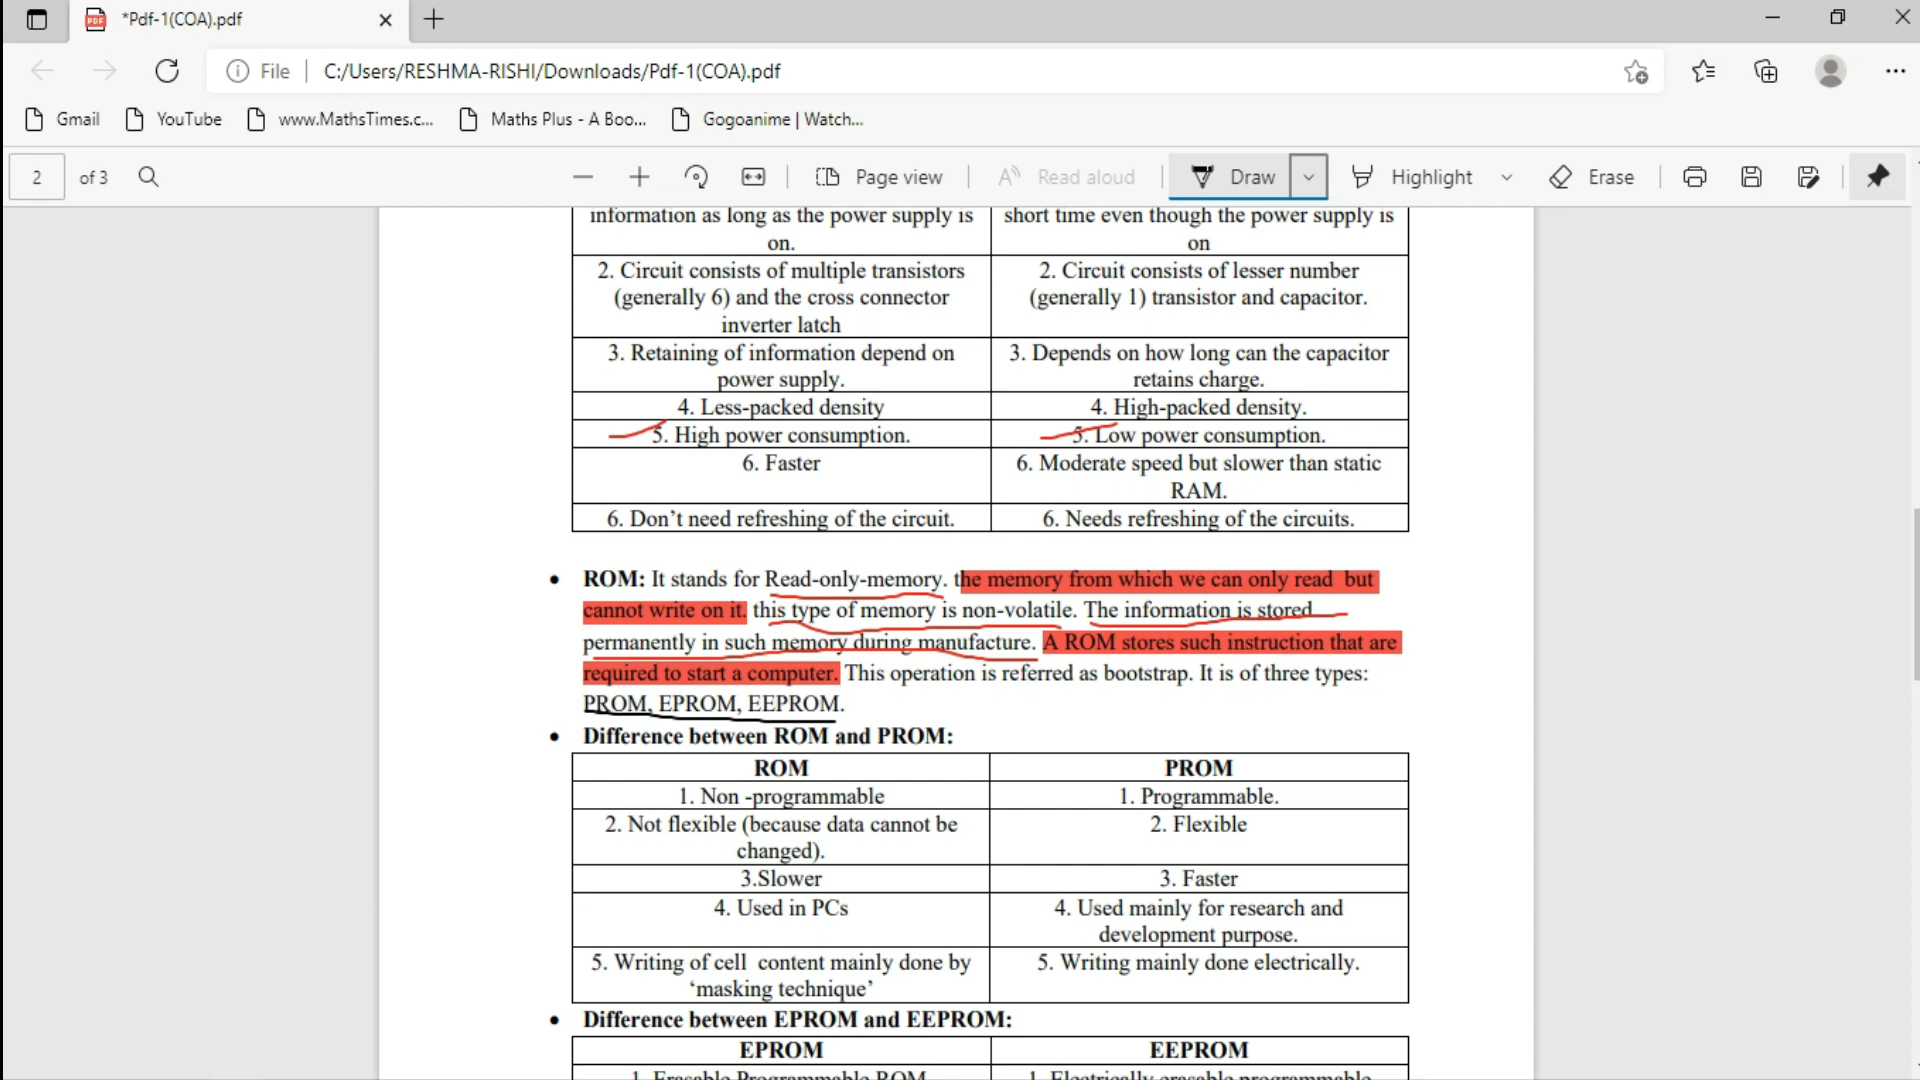 *Pdf-1(COA).pdf
File C:/Users/RESHMA-RISHI/Downloads/Pdf-1(COA).pdf
Gmail YouTube www.MathsTimes.c... Maths Plus - A Boo... Gogoanime | Watch...
2 of 3 Page view Read aloud Draw Highlight Erase
information as long as the power supply is
on.
short time even though the power supply is
on
2. Circuit consists of multiple transistors
(generally 6) and the cross connector
inverter latch
2. Circuit consists of lesser number
(generally 1) transistor and capacitor.
3. Retaining of information depend on
power supply.
3. Depends on how long can the capacitor
retains charge.
4. Less-packed density
4. High-packed density.
5. High power consumption.
5. Low power consumption.
6. Faster
6. Moderate speed but slower than static
RAM.
6. Don’t need refreshing of the circuit.
6. Needs refreshing of the circuits.
• ROM: It stands for Read-only-memory. the memory from which we can only read but
cannot write on it. this type of memory is non-volatile. The information is stored
permanently in such memory during manufacture. A ROM stores such instruction that are
required to start a computer. This operation is referred as bootstrap. It is of three types:
PROM, EPROM, EEPROM.
• Difference between ROM and PROM:
ROM
PROM
1. Non -programmable
1. Programmable.
2. Not flexible (because data cannot be
changed).
2. Flexible
3.Slower
3. Faster
4. Used in PCs
4. Used mainly for research and
development purpose.
5. Writing of cell content mainly done by
‘masking technique’
5. Writing mainly done electrically.
• Difference between EPROM and EEPROM:
EPROM
EEPROM
1. Erasable Programmable ROM
1. Electrically erasable programmable